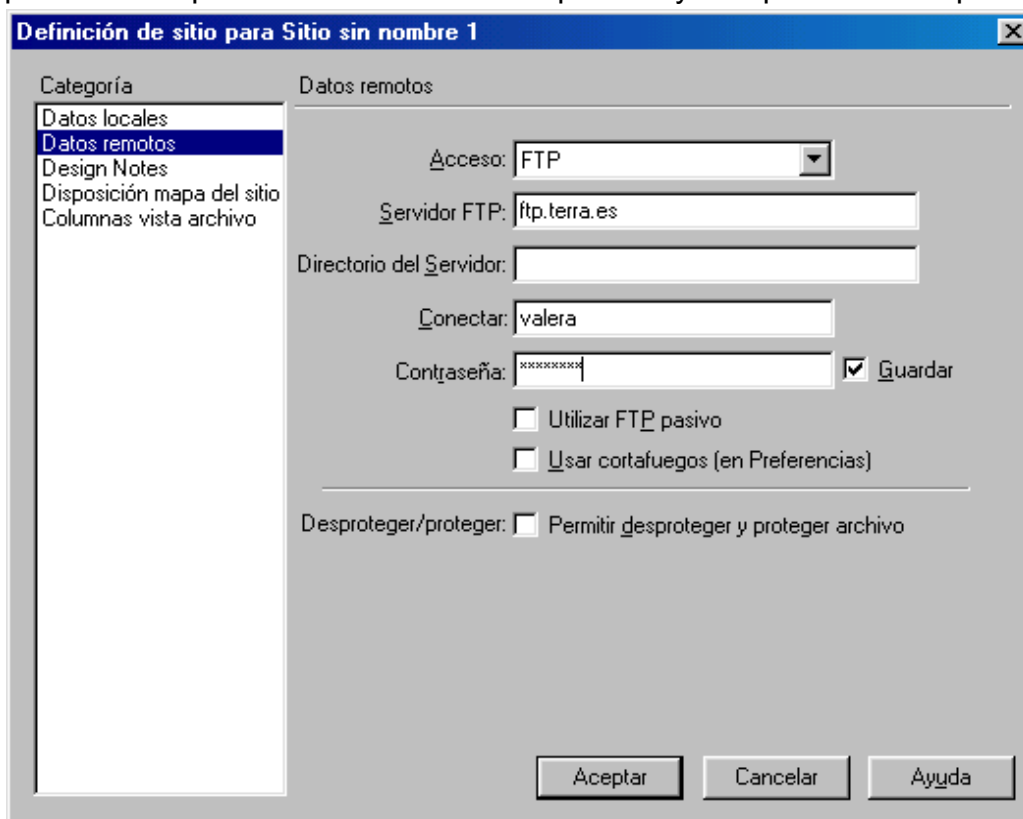 Definición de sitio para Sitio sin nombre 1
Categoría
Datos locales
Datos remotos
Design Notes
Disposición mapa del sitio
Columnas vista archivo
Datos remotos
Acceso: FTP
Servidor FTP: ftp.terra.es
Directorio del Servidor:
Conectar: valera
Contraseña: ******** Guardar
Utilizar FTP pasivo
Usar cortafuegos (en Preferencias)
Desproteger/proteger: Permitir desproteger y proteger archivo
Aceptar Cancelar Ayuda